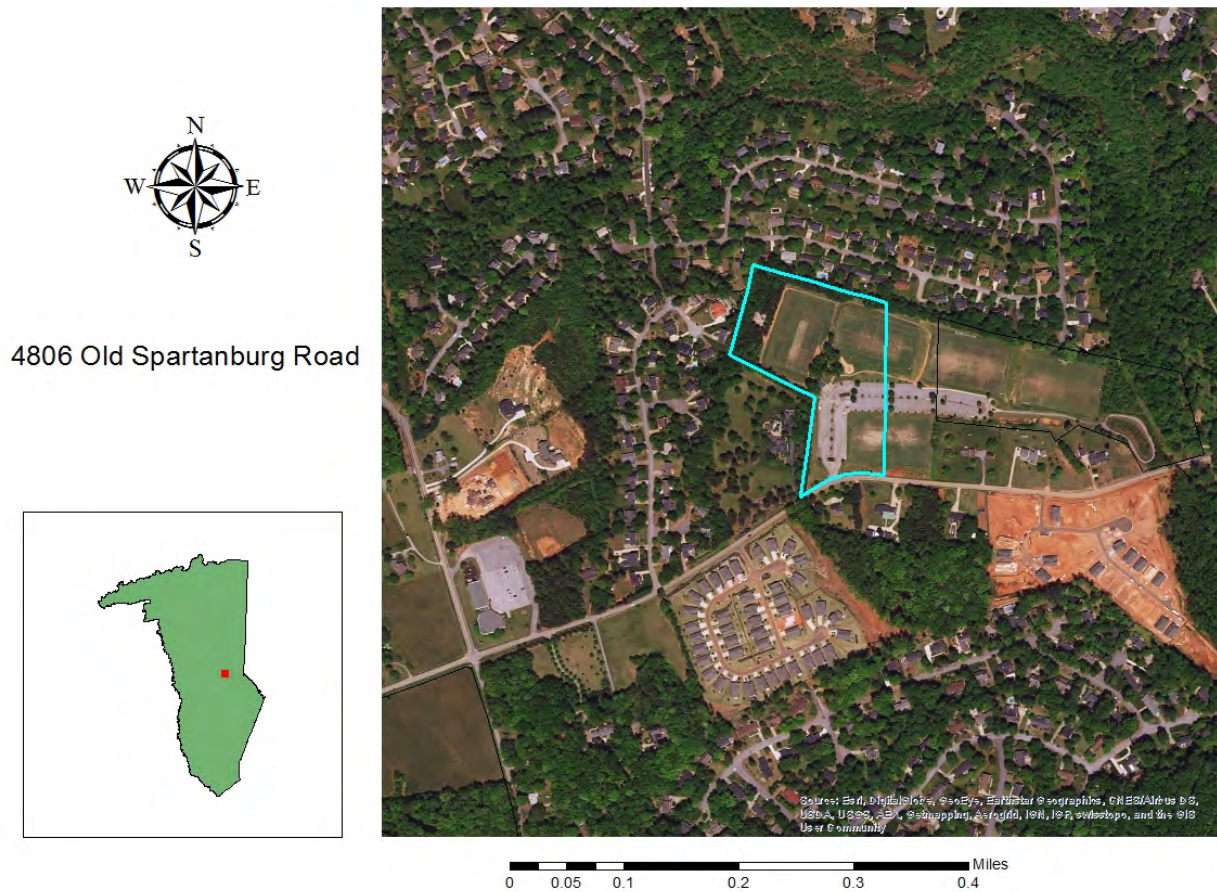 N
W E
S
4806 Old Spartanburg Road
Source: Esri, DigitalGlobe, GeoEye, Earthstar Geographics, CNES/Airbus DS,
USDA, USGS, AEX, Getmapping, Aerogrid, IGN, IGP, swisstopo, and the GIS
User Community
Miles
0 0.05 0.1 0.2 0.3 0.4